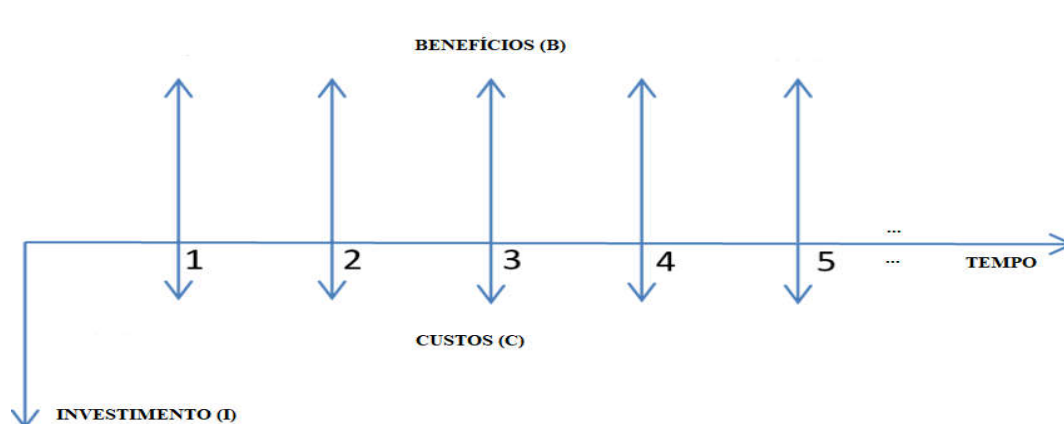 BENEFÍCIOS (B)
...
1 2 3 4 5 ... TEMPO
CUSTOS (C)
INVESTIMENTO (I)